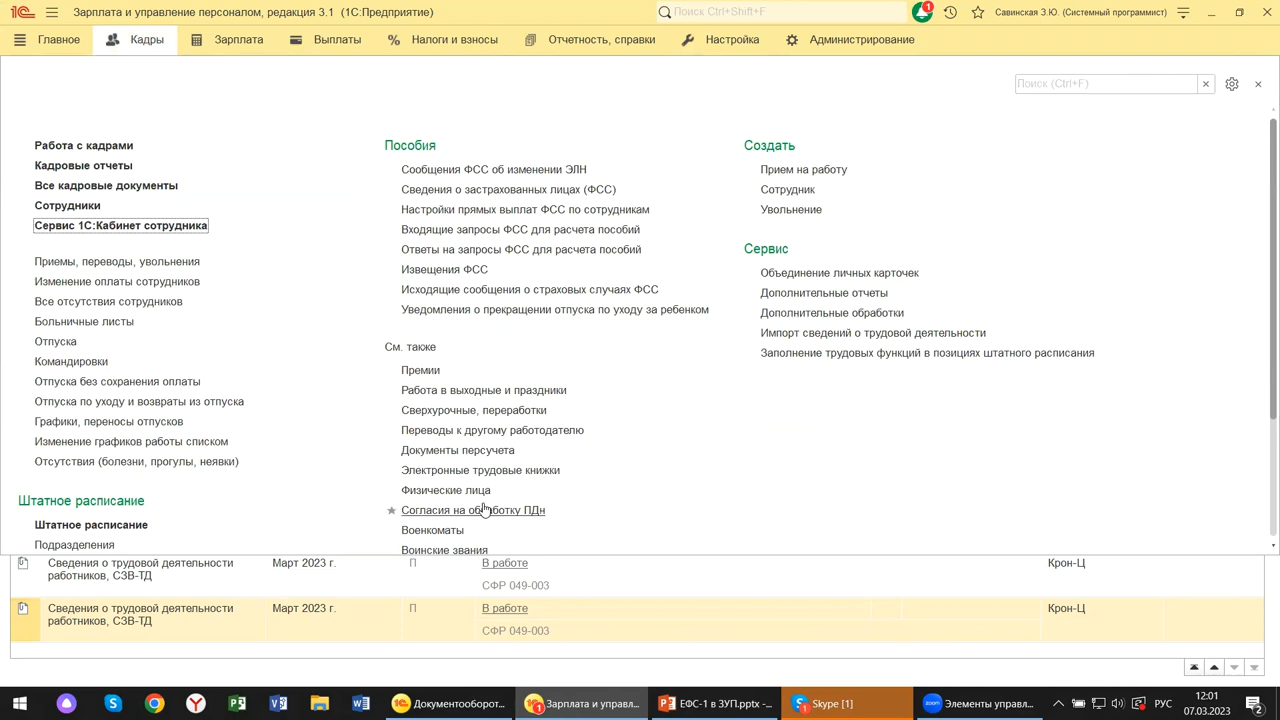 Зарплата и управление персоналом, редакция 3.1 (1С:Предприятие)
Поиск Ctrl+Shift+F
1
Савинская З.Ю. (Системный программист)
Главное
Кадры
Зарплата
Выплаты
Налоги и взносы
Отчетность, справки
Настройка
Администрирование
Поиск (Ctrl+F)
Работа с кадрами
Кадровые отчеты
Все кадровые документы
Сотрудники
Сервис 1С:Кабинет сотрудника
Приемы, переводы, увольнения
Изменение оплаты сотрудников
Все отсутствия сотрудников
Больничные листы
Отпуска
Командировки
Отпуска без сохранения оплаты
Отпуска по уходу и возвраты из отпуска
Графики, переносы отпусков
Изменение графиков работы списком
Отсутствия (болезни, прогулы, неявки)
Штатное расписание
Штатное расписание
Подразделения
Пособия
Сообщения ФСС об изменении ЭЛН
Сведения о застрахованных лицах (ФСС)
Настройки прямых выплат ФСС по сотрудникам
Входящие запросы ФСС для расчета пособий
Ответы на запросы ФСС для расчета пособий
Извещения ФСС
Исходящие сообщения о страховых случаях ФСС
Уведомления о прекращении отпуска по уходу за ребенком
См. также
Премии
Работа в выходные и праздники
Сверхурочные, переработки
Переводы к другому работодателю
Документы персучета
Электронные трудовые книжки
Физические лица
Согласия на обработку ПДн
Военкоматы
Воинские звания
Создать
Прием на работу
Сотрудник
Увольнение
Сервис
Объединение личных карточек
Дополнительные отчеты
Дополнительные обработки
Импорт сведений о трудовой деятельности
Заполнение трудовых функций в позициях штатного расписания
Сведения о трудовой деятельности работников, СЗВ-ТД
Март 2023 г.
П
В работе
СФР 049-003
Крон-Ц
Сведения о трудовой деятельности работников, СЗВ-ТД
Март 2023 г.
П
В работе
СФР 049-003
Крон-Ц
Документооборот...
Зарплата и управл...
ЕФС-1 в ЗУП.pptx -...
Skype [1]
Элементы управл...
РУС
12:01
07.03.2023
2